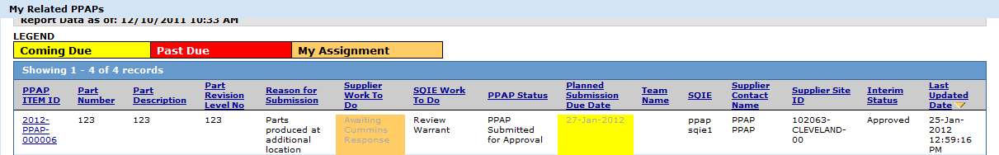 My Related PPAPs
Report Data as of: 12/10/2011 10:33 AM
LEGEND
Coming Due Past Due My Assignment
Showing 1 - 4 of 4 records
PPAP ITEM ID
Part Number
Part Description
Part Revision Level No
Reason for Submission
Supplier Work To Do
SQIE Work To Do
PPAP Status
Planned Submission Due Date
Team Name
SQIE
Supplier Contact Name
Supplier Site ID
Interim Status
Last Updated Date
2012-PPAP-000006
123
123
123
Parts produced at additional location
Awaiting Cummins Response
Review Warrant
PPAP Submitted for Approval
27-Jan-2012
ppap sqie1
PPAP PPAP
102063-CLEVELAND-00
Approved
25-Jan-2012 12:59:16 PM